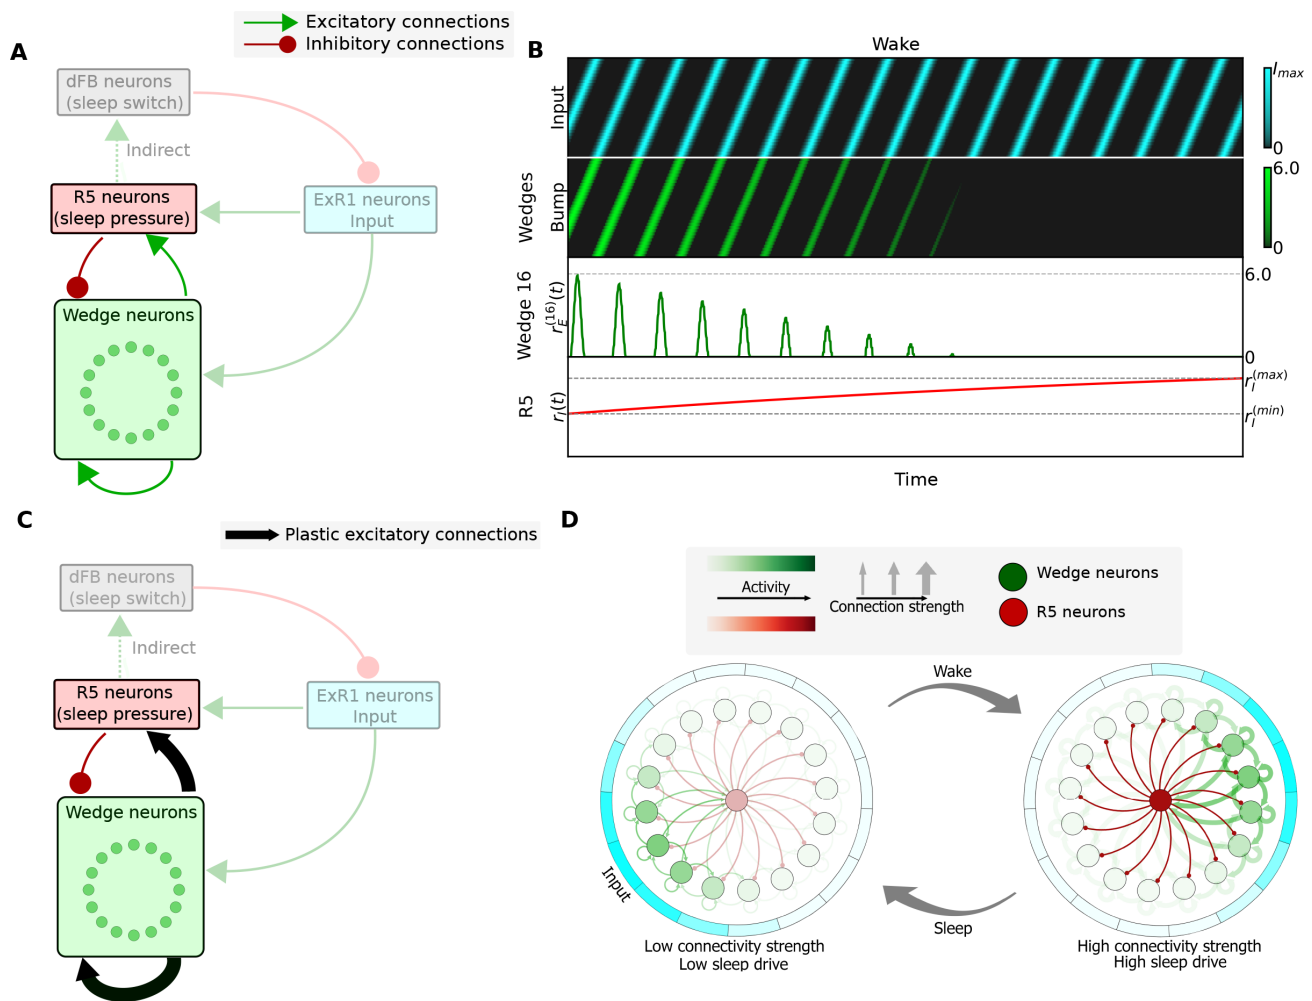 A
Excitatory connections
Inhibitory connections
dFB neurons
(sleep switch)
Indirect
R5 neurons
(sleep pressure)
ExR1 neurons
Input
Wedge neurons
B
Wake
Input
I_max
0
Wedges
Bump
6.0
0
Wedge 16
r_E^(16)(t)
6.0
0
R5
r_I(t)
r_I^(max)
r_I^(min)
Time
C
Plastic excitatory connections
dFB neurons
(sleep switch)
Indirect
R5 neurons
(sleep pressure)
ExR1 neurons
Input
Wedge neurons
D
Activity
Connection strength
Wedge neurons
R5 neurons
Wake
Input
Sleep
Low connectivity strength
Low sleep drive
High connectivity strength
High sleep drive